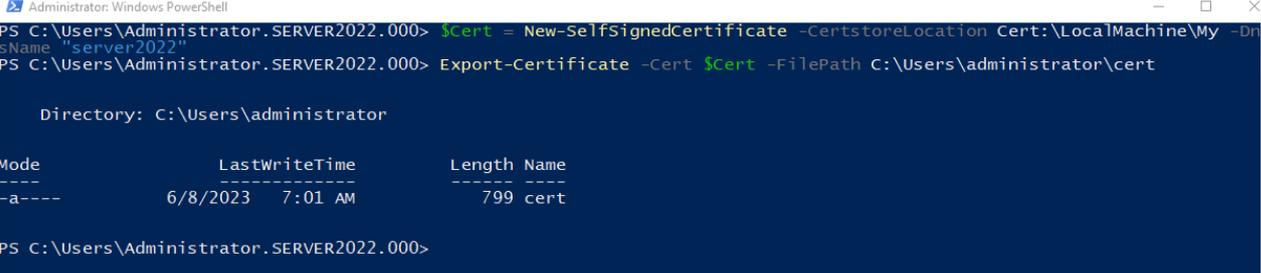 Administrator: Windows PowerShell
PS C:\Users\Administrator.SERVER2022.000> $Cert = New-SelfSignedCertificate -CertstoreLocation Cert:\LocalMachine\My -Dn
sName "server2022"
PS C:\Users\Administrator.SERVER2022.000> Export-Certificate -Cert $Cert -FilePath C:\Users\administrator\cert
Directory: C:\Users\administrator
Mode LastWriteTime Length Name
---- ------------- ------ ----
-a---- 6/8/2023 7:01 AM 799 cert
PS C:\Users\Administrator.SERVER2022.000>